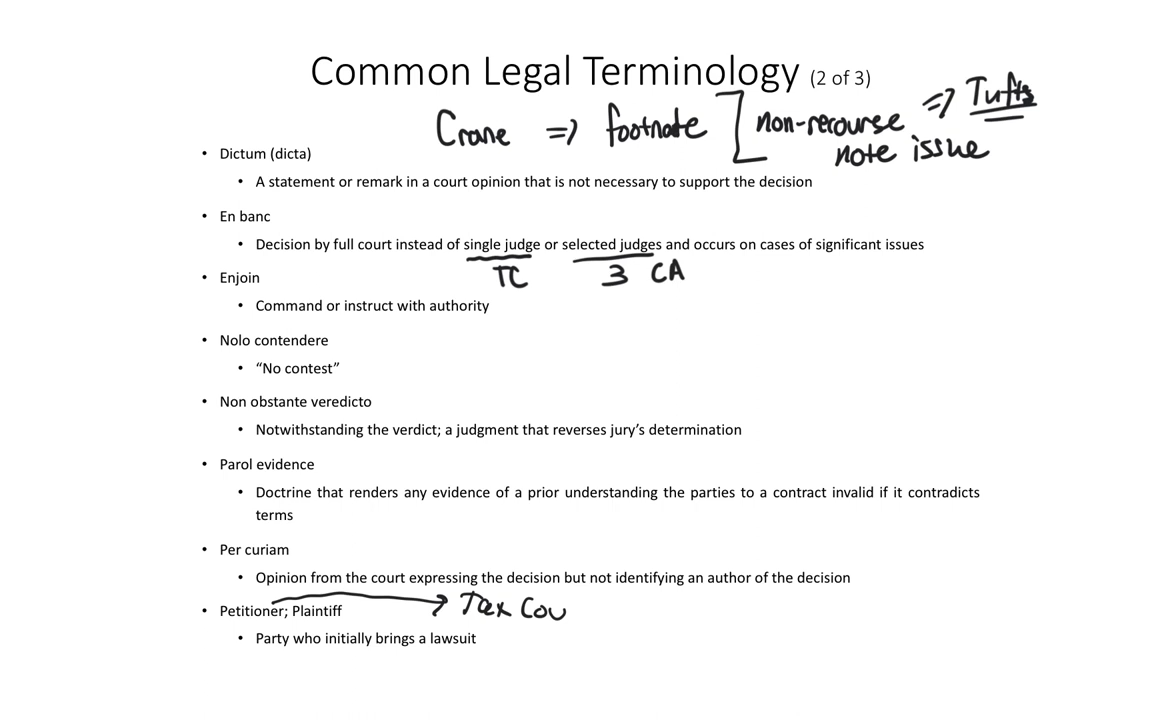 Common Legal Terminology (2 of 3)
Crane => footnote [ non-recourse => Tufts
note issue
• Dictum (dicta)
• A statement or remark in a court opinion that is not necessary to support the decision
• En banc
• Decision by full court instead of single judge or selected judges and occurs on cases of significant issues
TC 3 CA
• Enjoin
• Command or instruct with authority
• Nolo contendere
• “No contest”
• Non obstante veredicto
• Notwithstanding the verdict; a judgment that reverses jury’s determination
• Parol evidence
• Doctrine that renders any evidence of a prior understanding the parties to a contract invalid if it contradicts
terms
• Per curiam
• Opinion from the court expressing the decision but not identifying an author of the decision
• Petitioner; Plaintiff → Tax Cou
• Party who initially brings a lawsuit